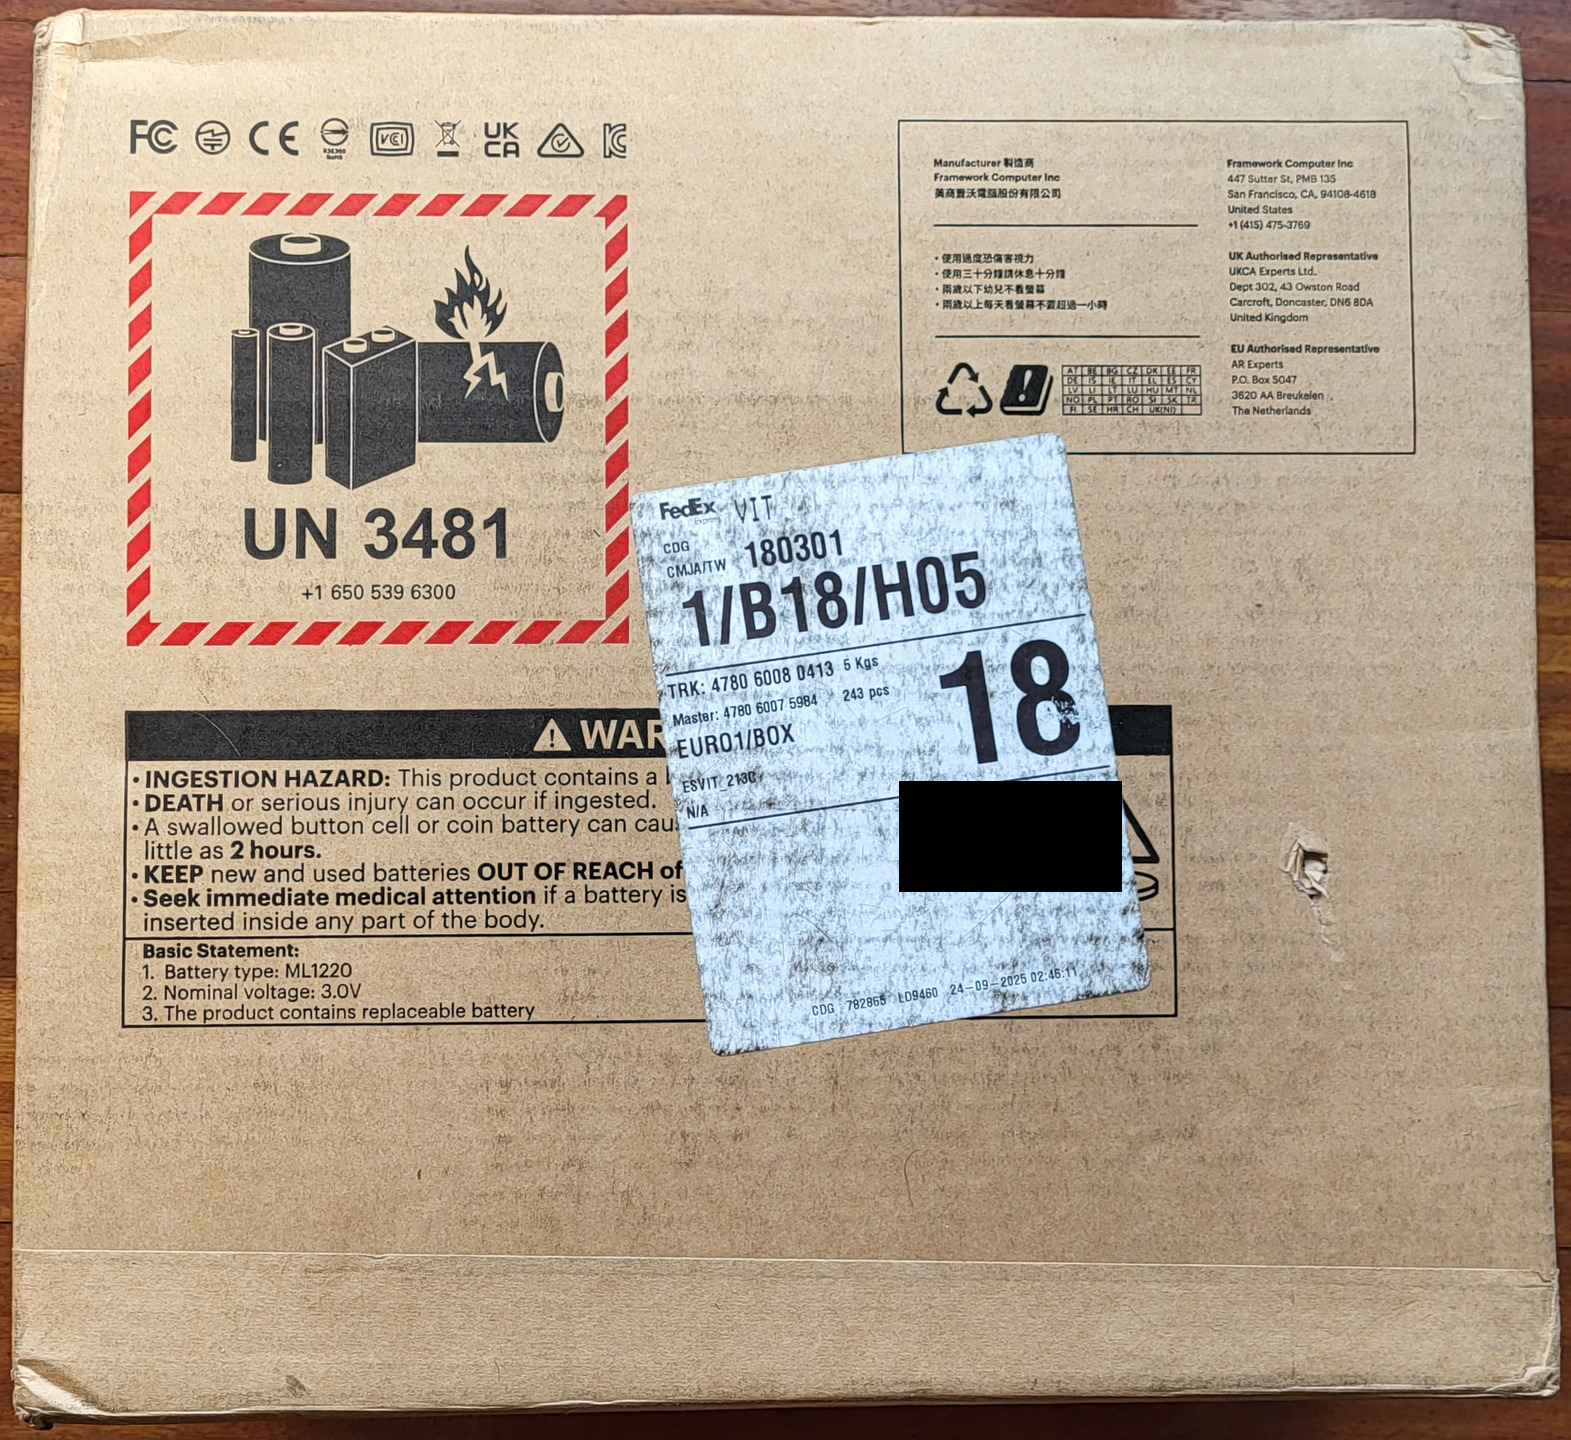 FC CE R3E390 RoHS VCCI UK CA
UN 3481
+1 650 539 6300
Manufacturer 製造商
Framework Computer Inc
美商豐沃電腦股份有限公司
・使用過度恐傷害視力
・使用三十分鐘請休息十分鐘
・兩歲以下幼兒不看螢幕
・兩歲以上每天看螢幕不要超過一小時
AT BE BG CZ DK EE FR
DE IS IE IT EL ES CY
LV LI LT LU HU MT NL
NO PL PT RO SI SK TR
FI SE HR CH UK(NI)
Framework Computer Inc
447 Sutter St, PMB 135
San Francisco, CA, 94108-4618
United States
+1 (415) 475-3769
UK Authorised Representative
UKCA Experts Ltd.
Dept 302, 43 Owston Road
Carcroft, Doncaster, DN6 8DA
United Kingdom
EU Authorised Representative
AR Experts
P.O. Box 5047
3620 AA Breukelen
The Netherlands
FedEx VIT
Express
CDG
CMJA/TW 180301
1/B18/H05
TRK: 4780 6008 0413 5 Kgs
Master: 4780 6007 5984 243 pcs
EURO1/BOX
18
ESVIT_213C
N/A
CDG 782865 LD9460 24-09-2025 02:46:11
WAR
• INGESTION HAZARD: This product contains a
• DEATH or serious injury can occur if ingested.
• A swallowed button cell or coin battery can cau
little as 2 hours.
• KEEP new and used batteries OUT OF REACH of
• Seek immediate medical attention if a battery is
inserted inside any part of the body.
Basic Statement:
1. Battery type: ML1220
2. Nominal voltage: 3.0V
3. The product contains replaceable battery